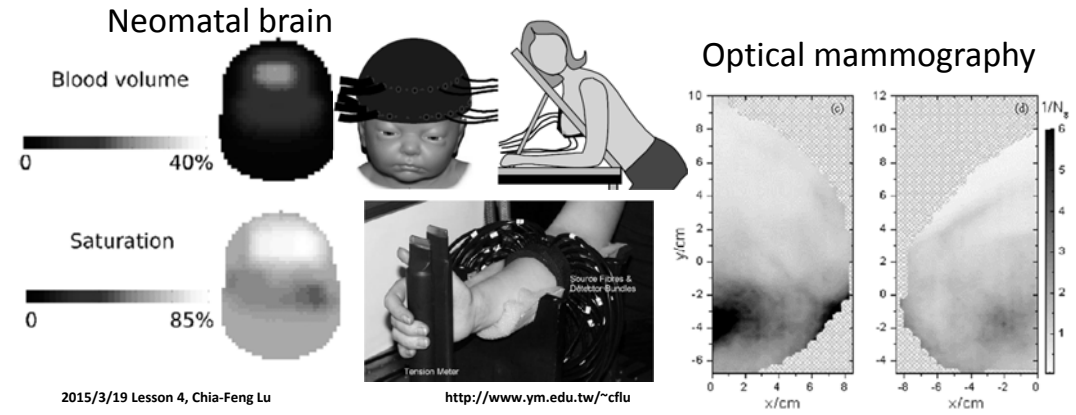 Neomatal brain
Blood volume
0 40%
Saturation
0 85%
Source Fibres &
Detector Bundles
Tension Meter
Optical mammography
(c)
10
8
6
4
2
0
-2
-4
-6
y/cm
0 2 4 6 8
x/cm
(d)
12
10
8
6
4
2
0
-2
-4
-8 -6 -4 -2 0
x/cm
6
5
4
3
2
1
2015/3/19 Lesson 4, Chia-Feng Lu
http://www.ym.edu.tw/~cflu